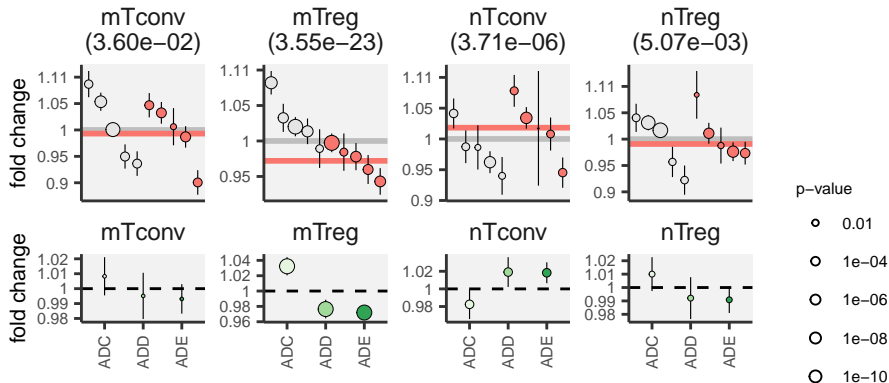 mTconv
(3.60e−02)
mTreg
(3.55e−23)
nTconv
(3.71e−06)
nTreg
(5.07e−03)
fold change
1.11
1.05
1
0.95
0.9
1.11
1.05
1
0.95
1.11
1.05
1
0.95
0.9
1.11
1.05
1
0.95
0.9
mTconv
mTreg
nTconv
nTreg
fold change
1.02
1.01
1
0.99
0.98
1.04
1.02
1
0.98
0.96
1.04
1.02
1
0.98
1.02
1.01
1
0.99
0.98
ADC
ADD
ADE
ADC
ADD
ADE
ADC
ADD
ADE
ADC
ADD
ADE
p−value
0.01
1e−04
1e−06
1e−08
1e−10